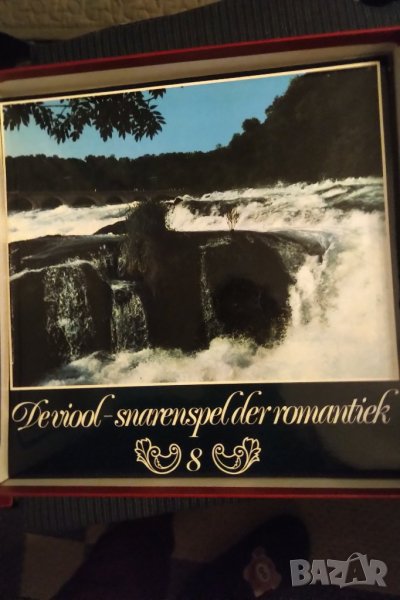 De viool - snarenspel der romantiek
8
BAZAR